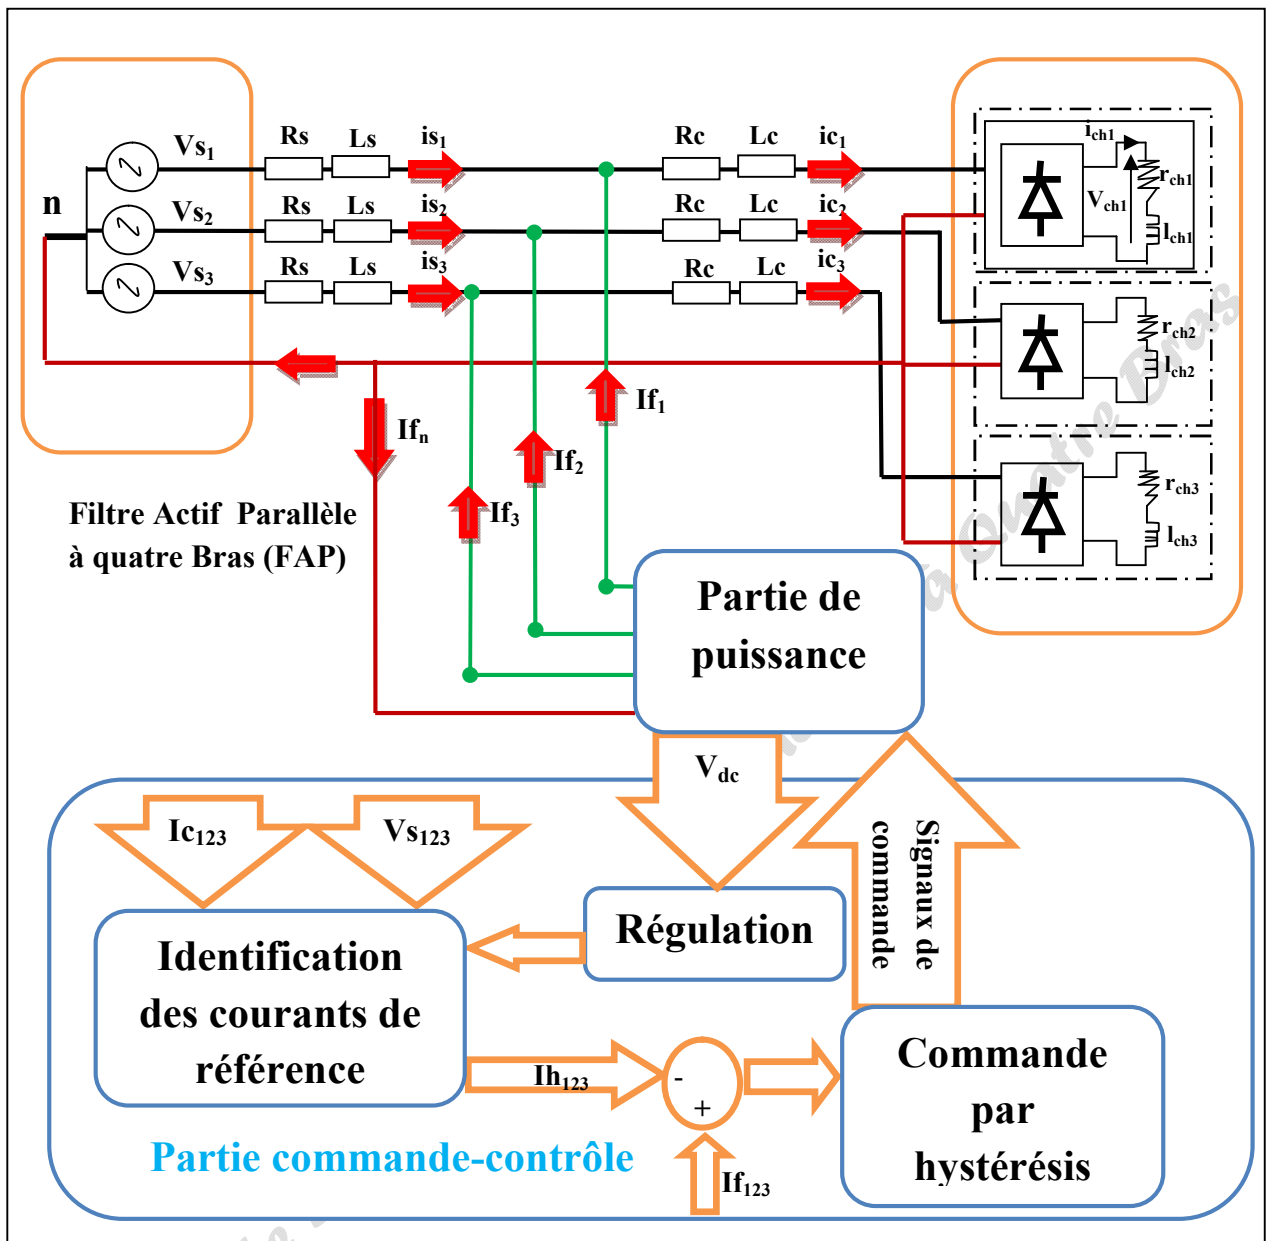 Vs1 Rs Ls is1 Rc Lc ic1
n Vs2 Rs Ls is2 Rc Lc ic2
Vs3 Rs Ls is3 Rc Lc ic3
ich1
rch1
Vch1
lch1
rch2
lch2
rch3
lch3
Ifn
If3
If2
If1
Filtre Actif Parallèle
à quatre Bras (FAP)
à Quatre Bras
Partie de
puissance
Vdc
Signaux de
commande
Ic123
Vs123
Régulation
Identification
des courants de
référence
Ih123
-
+
If123
Commande
par
hystérésis
Partie commande-contrôle